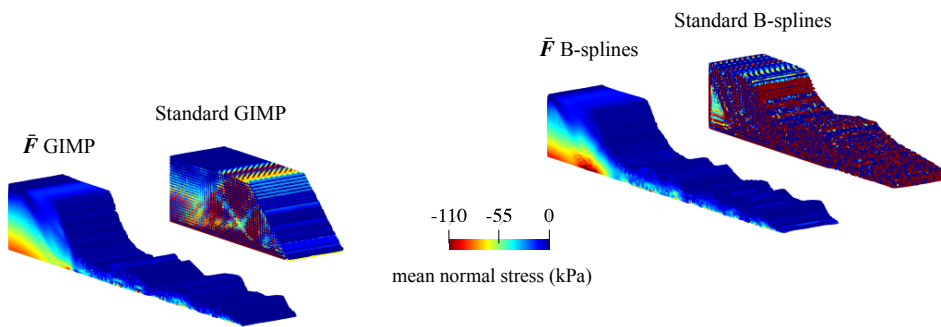 Standard B-splines
F̄ B-splines
Standard GIMP
F̄ GIMP
-110 -55 0
mean normal stress (kPa)